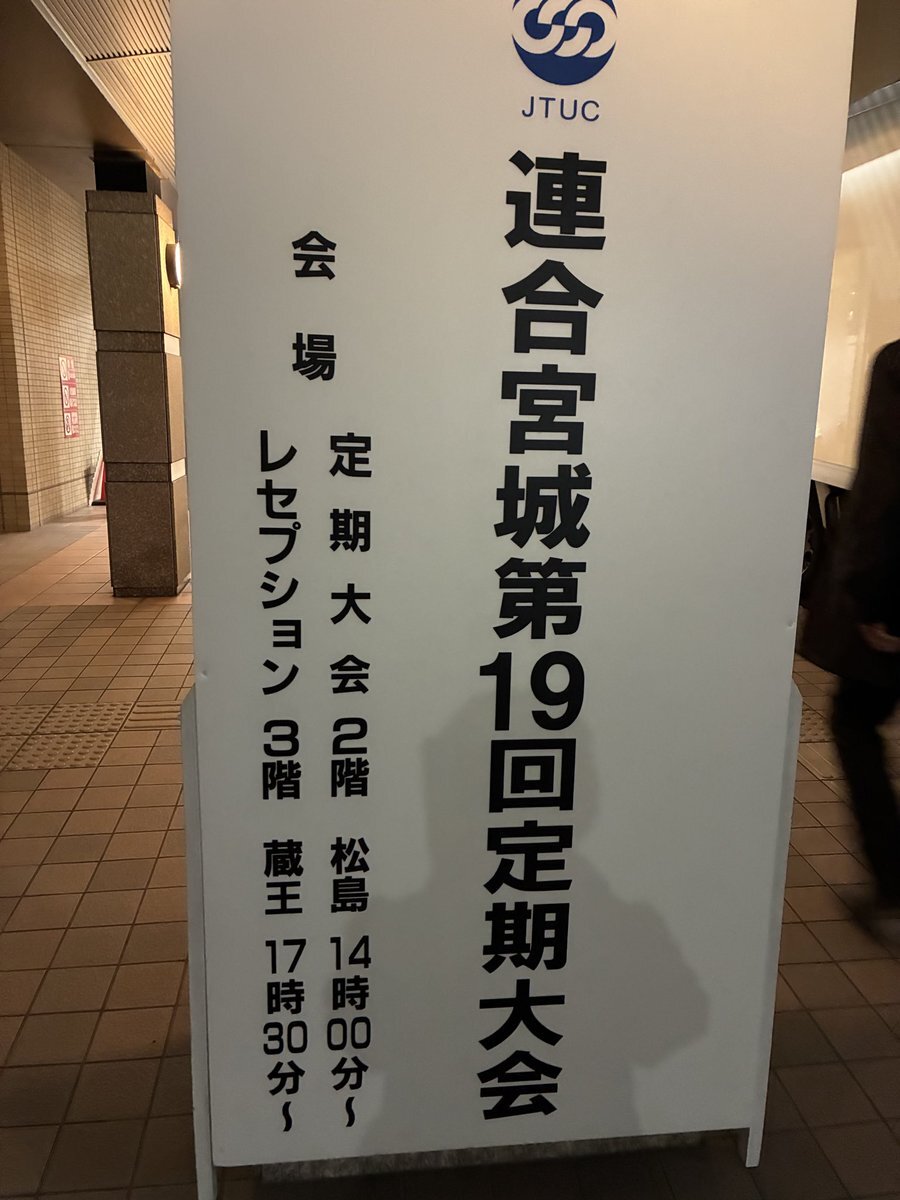 JTUC
連合宮城第19回定期大会
会場
定期大会 2階 松島 14時00分~
レセプション 3階 蔵王 17時30分~